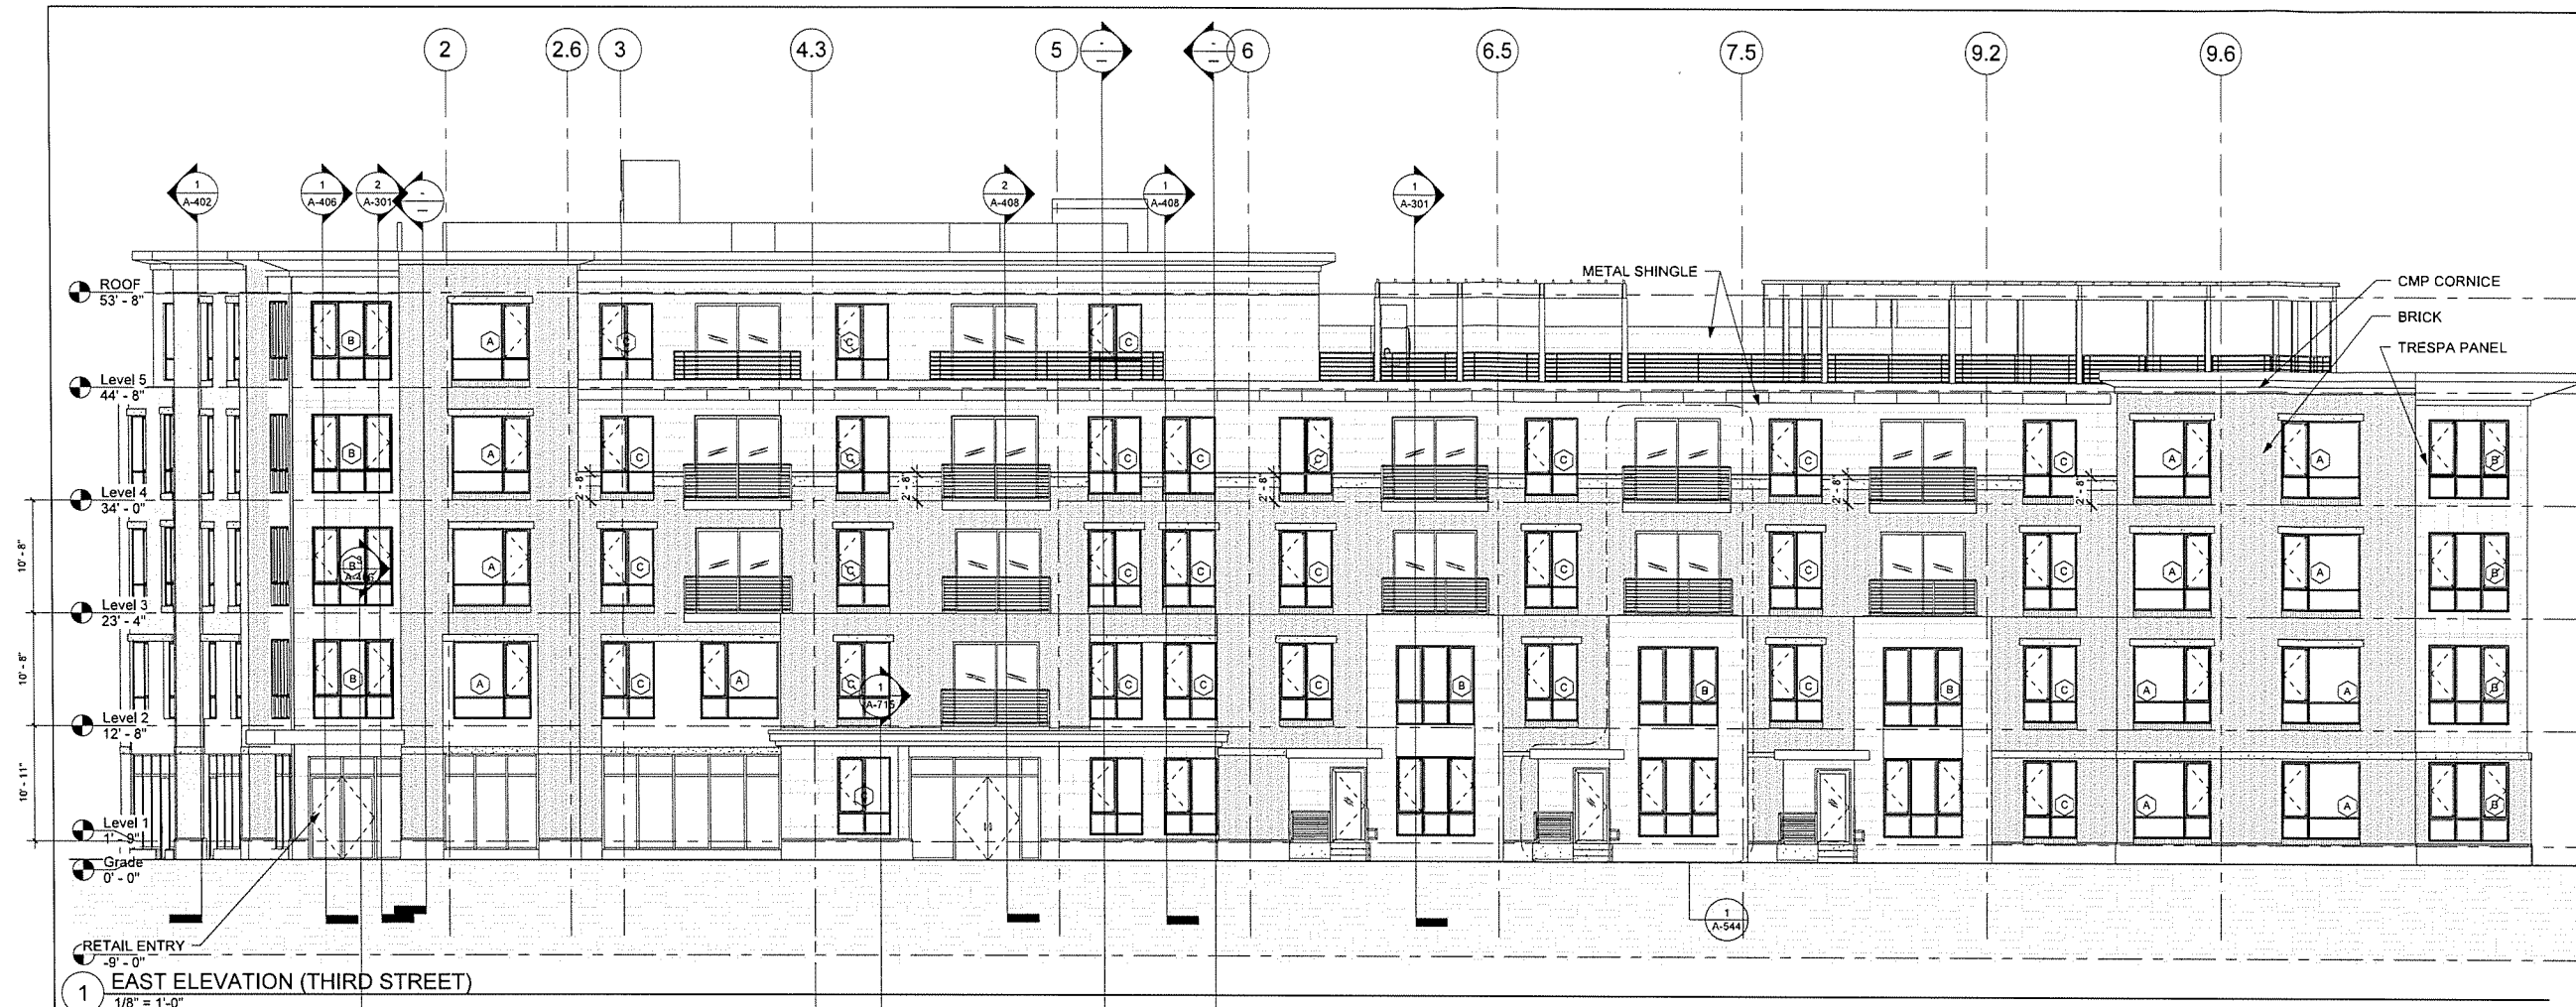 2
2.6
3
4.3
5
-
--
-
--
6
6.5
7.5
9.2
9.6
1
A-402
1
A-406
2
A-301
-
--
2
A-408
1
A-408
1
A-301
METAL SHINGLE
CMP CORNICE
BRICK
TRESPA PANEL
ROOF
53' - 8"
B
A
C
C
C
Level 5
44' - 8"
B
A
C
C
C
C
C
C
C
C
A
A
B
2' - 8"
2' - 8"
2' - 8"
2' - 8"
2' - 8"
Level 4
34' - 0"
10' - 8"
B
A
C
C
C
C
C
C
C
C
A
A
B
Level 3
23' - 4"
10' - 8"
B
A
C
A
C
C
C
C
B
C
B
C
B
C
A
A
B
1
A-715
Level 2
12' - 8"
10' - 11"
C
C
A
A
B
Level 1
1' - 9"
Grade
0' - 0"
1
A-544
RETAIL ENTRY
-9' - 0"
1
EAST ELEVATION (THIRD STREET)
1/8" = 1'-0"